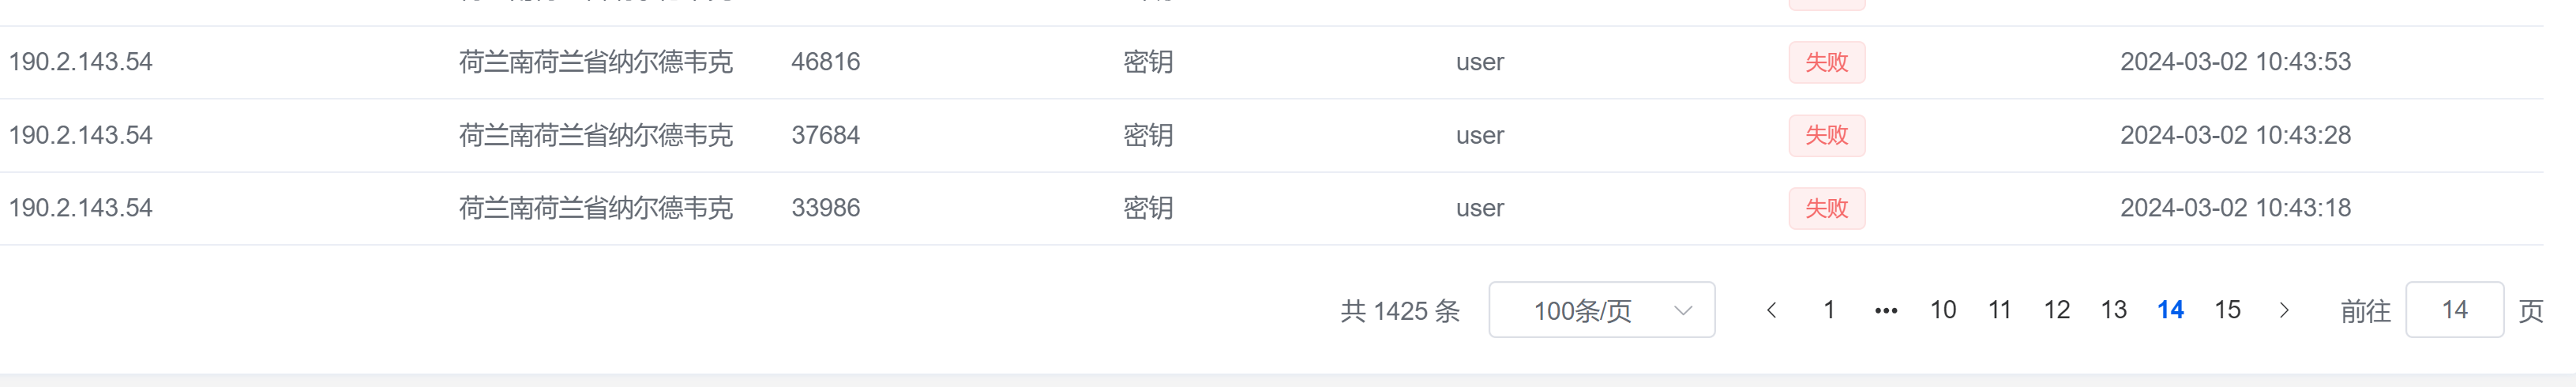 190.2.143.54 荷兰南荷兰省纳尔德韦克 46816 密钥 user 失败 2024-03-02 10:43:53
190.2.143.54 荷兰南荷兰省纳尔德韦克 37684 密钥 user 失败 2024-03-02 10:43:28
190.2.143.54 荷兰南荷兰省纳尔德韦克 33986 密钥 user 失败 2024-03-02 10:43:18
共 1425 条 100条/页 1 ••• 10 11 12 13 14 15 前往 14 页